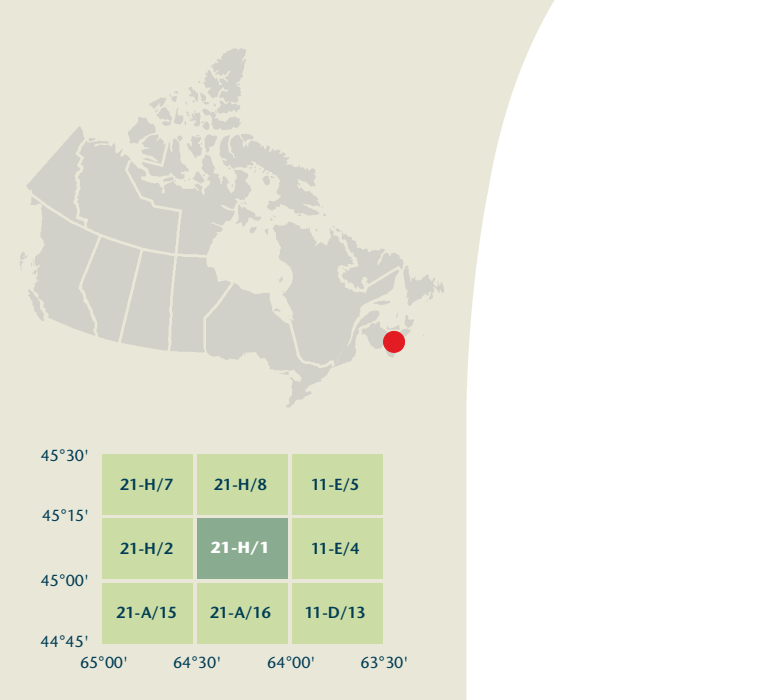 45°30'
21-H/7 21-H/8 11-E/5
45°15'
21-H/2 21-H/1 11-E/4
45°00'
21-A/15 21-A/16 11-D/13
44°45'
65°00' 64°30' 64°00' 63°30'